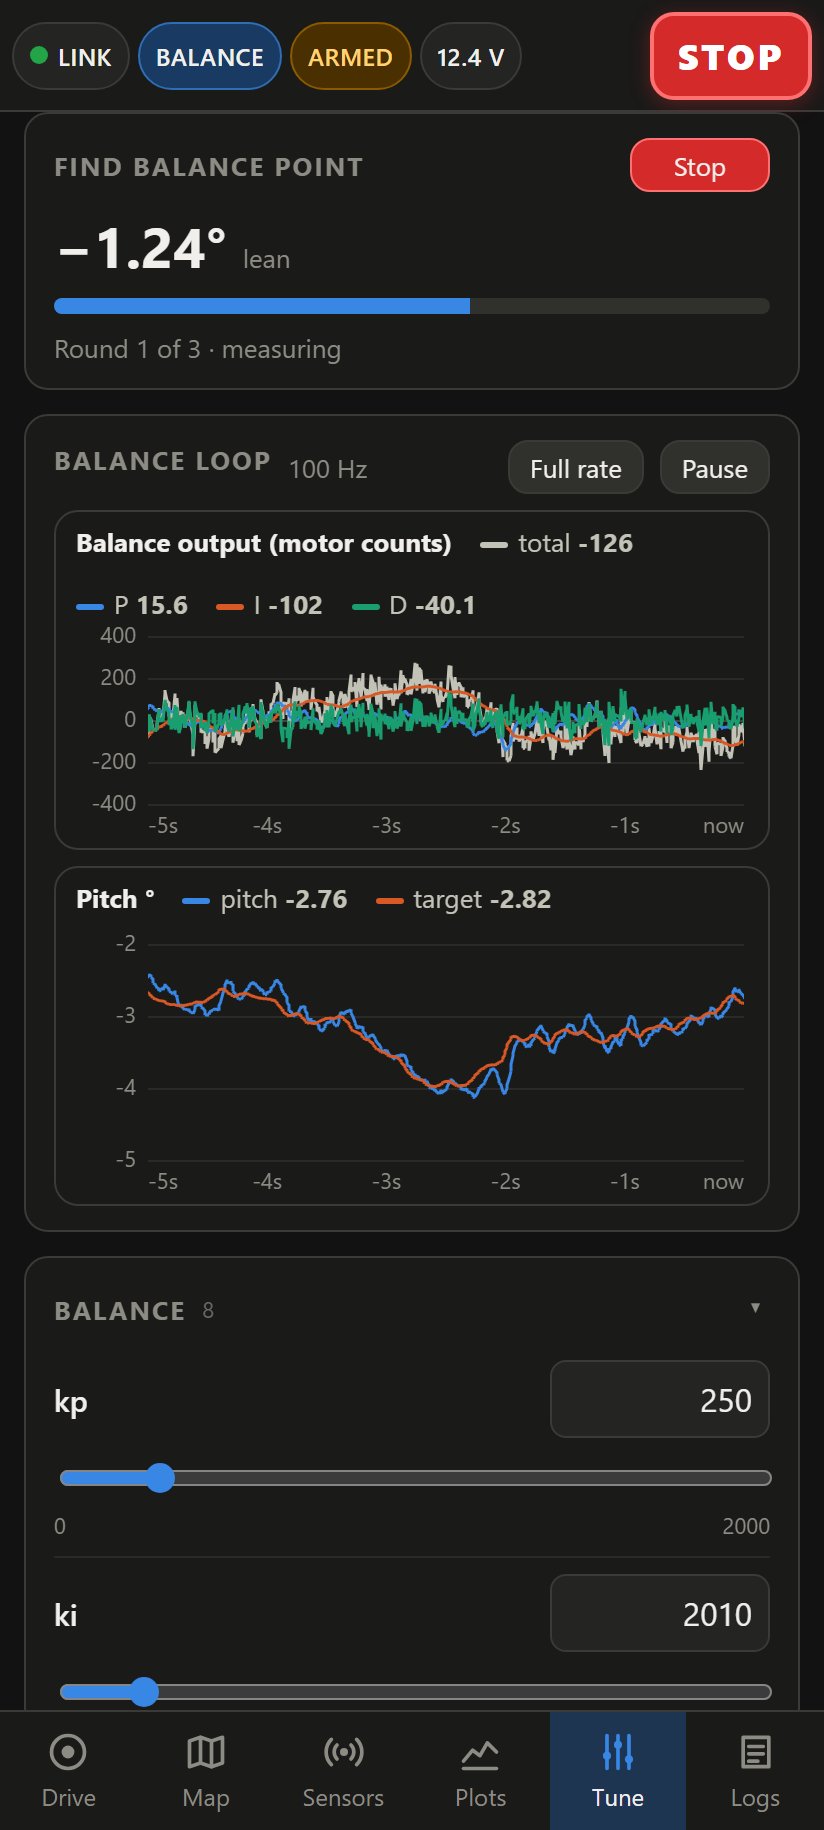 LINK BALANCE ARMED 12.4 V STOP
FIND BALANCE POINT Stop
−1.24° lean
Round 1 of 3 · measuring
BALANCE LOOP 100 Hz Full rate Pause
Balance output (motor counts) total -126
P 15.6 I -102 D -40.1
400
200
0
-200
-400
-5s -4s -3s -2s -1s now
Pitch ° pitch -2.76 target -2.82
-2
-3
-4
-5
-5s -4s -3s -2s -1s now
BALANCE 8 ▾
kp 250
0 2000
ki 2010
Drive Map Sensors Plots Tune Logs